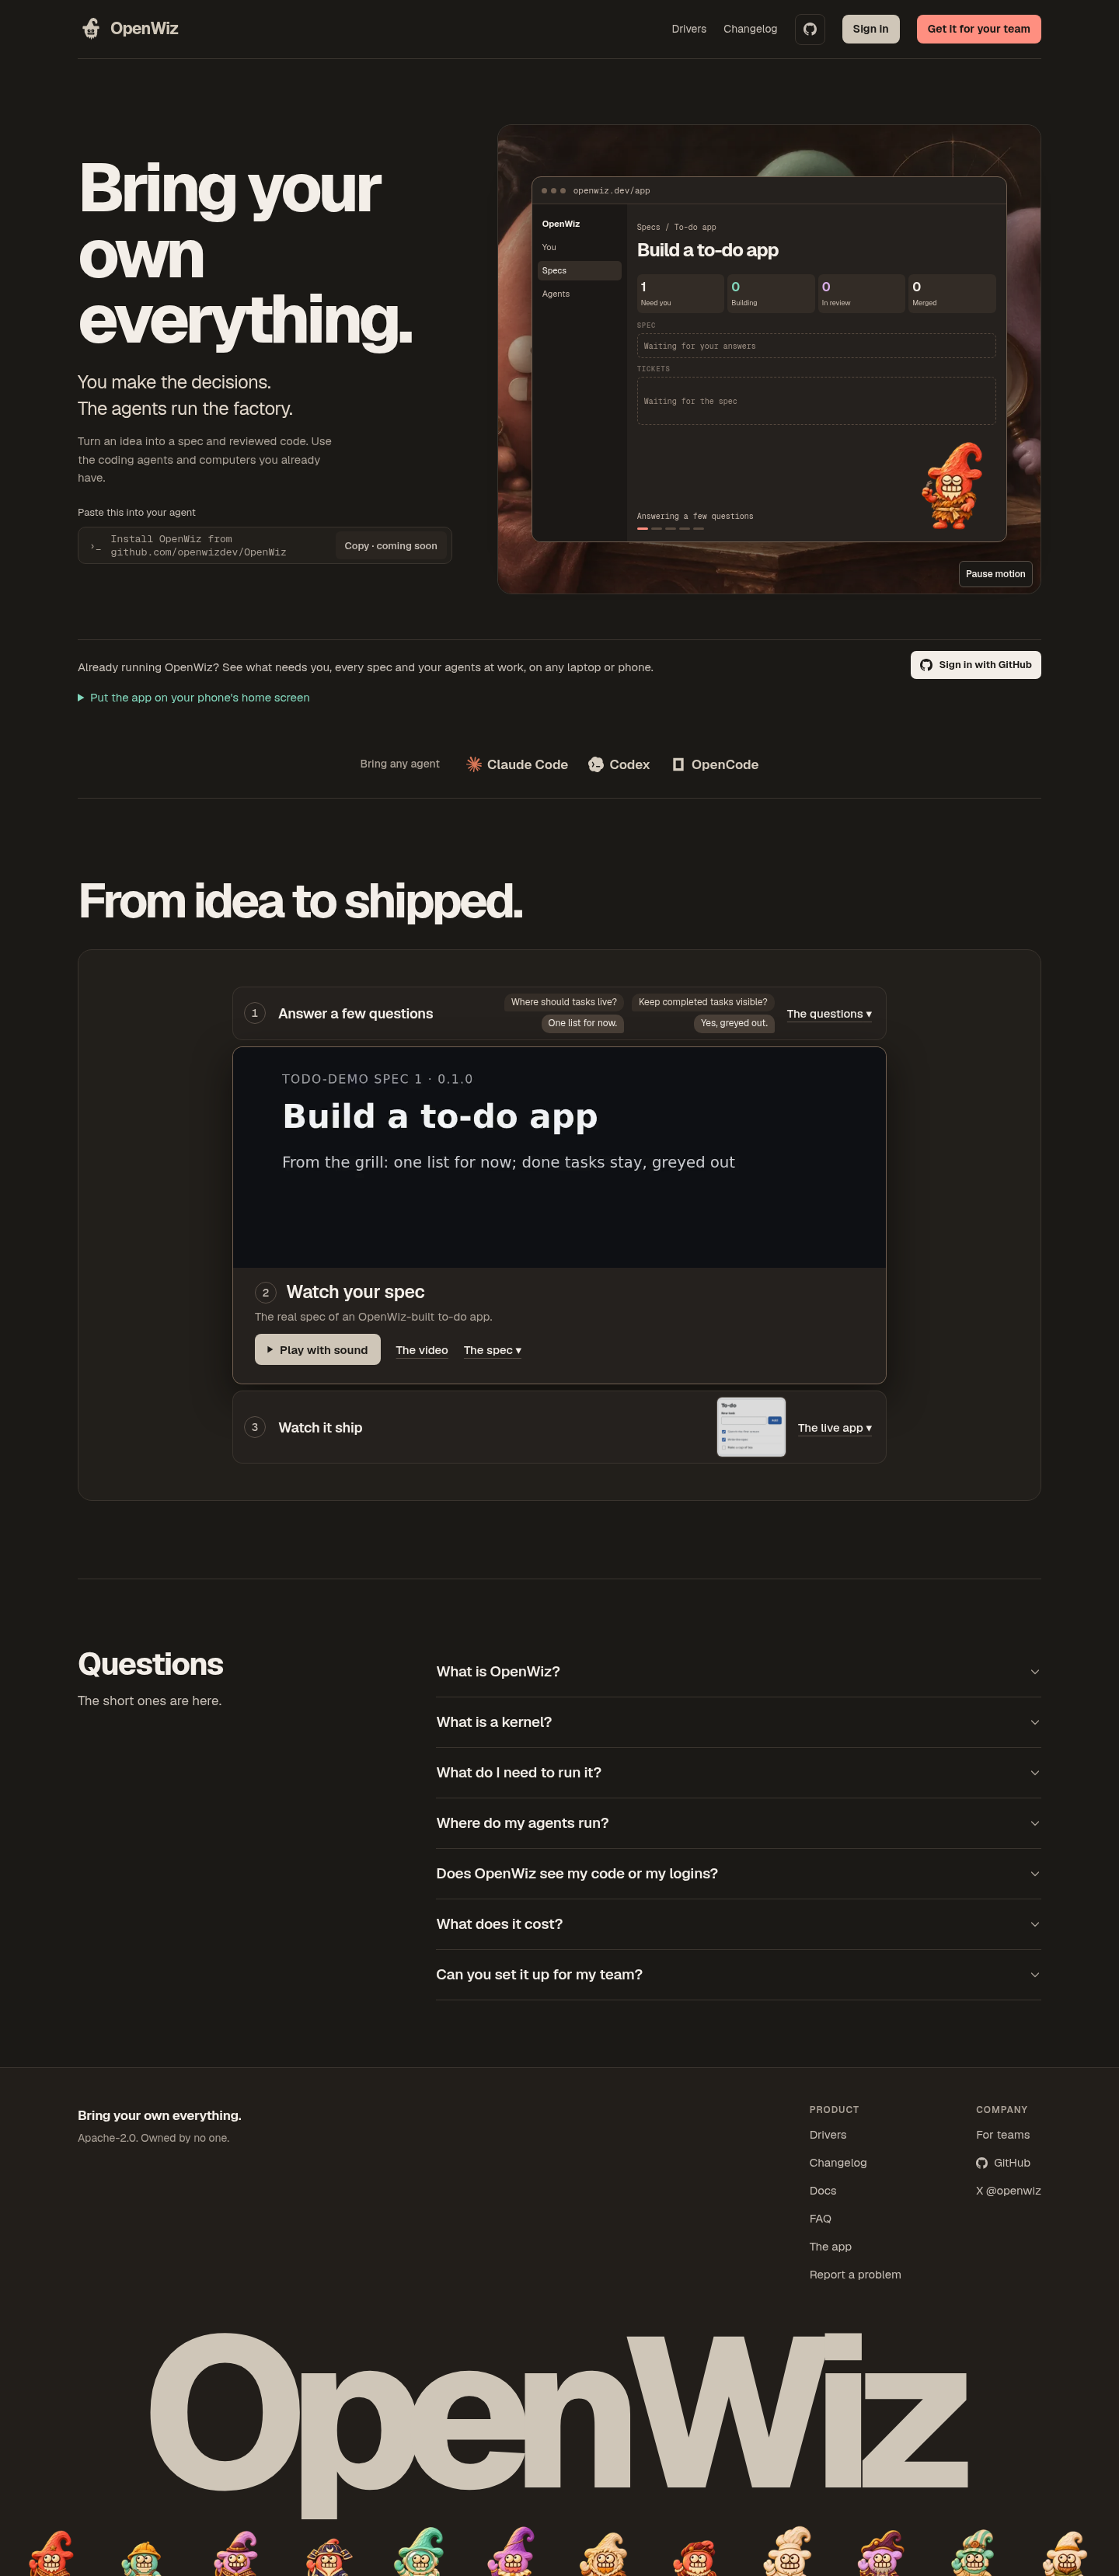 OpenWiz
Drivers
Changelog
Sign in
Get it for your team
Bring your
own
everything.
You make the decisions.
The agents run the factory.
Turn an idea into a spec and reviewed code. Use
the coding agents and computers you already
have.
Paste this into your agent
›_ Install OpenWiz from
github.com/openwizdev/OpenWiz
Copy · coming soon
openwiz.dev/app
OpenWiz
You
Specs
Agents
Specs / To-do app
Build a to-do app
1
Need you
0
Building
0
In review
0
Merged
SPEC
Waiting for your answers
TICKETS
Waiting for the spec
Answering a few questions
Pause motion
Already running OpenWiz? See what needs you, every spec and your agents at work, on any laptop or phone.
Sign in with GitHub
Put the app on your phone's home screen
Bring any agent
Claude Code
Codex
OpenCode
From idea to shipped.
1
Answer a few questions
Where should tasks live?
One list for now.
Keep completed tasks visible?
Yes, greyed out.
The questions ▾
TODO-DEMO SPEC 1 · 0.1.0
Build a to-do app
From the grill: one list for now; done tasks stay, greyed out
2
Watch your spec
The real spec of an OpenWiz-built to-do app.
Play with sound
The video
The spec ▾
3
Watch it ship
To-do
The live app ▾
Questions
The short ones are here.
What is OpenWiz?
What is a kernel?
What do I need to run it?
Where do my agents run?
Does OpenWiz see my code or my logins?
What does it cost?
Can you set it up for my team?
Bring your own everything.
Apache-2.0. Owned by no one.
PRODUCT
Drivers
Changelog
Docs
FAQ
The app
Report a problem
COMPANY
For teams
GitHub
X @openwiz
OpenWiz